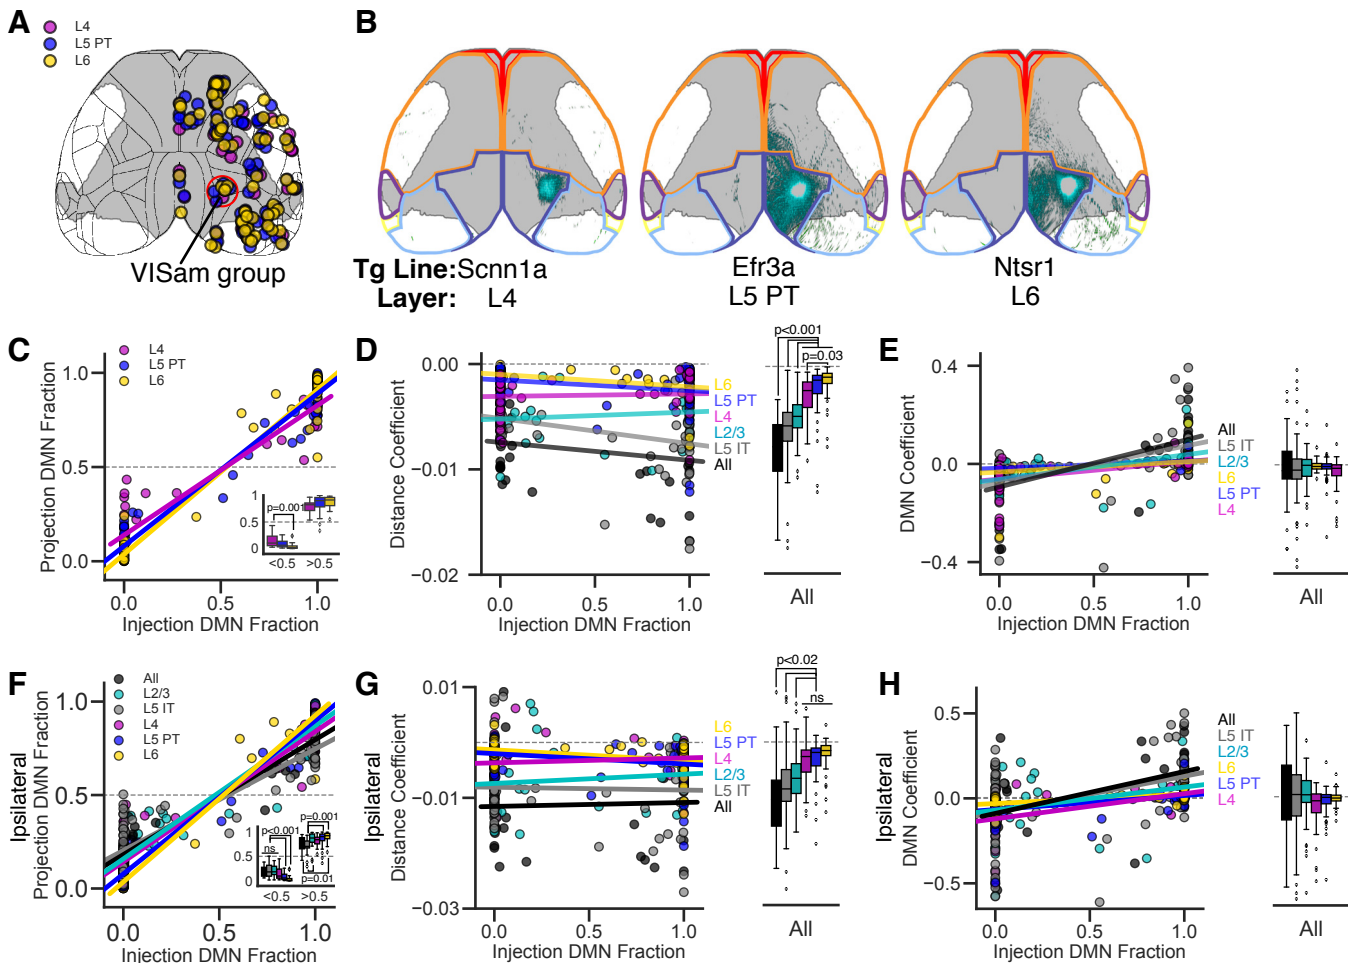 A
L4
L5 PT
L6
VISam group
B
Tg Line: Scnn1a Efr3a Ntsr1
Layer: L4 L5 PT L6
C
L4
L5 PT
L6
Projection DMN Fraction
1.0
0.5
0.0
p=0.001
1
0.5
0
<0.5 >0.5
0.0 0.5 1.0
Injection DMN Fraction
D
Distance Coefficient
0.00
−0.01
−0.02
L6
L5 PT
L4
L2/3
L5 IT
All
0.0 0.5 1.0
Injection DMN Fraction
p<0.001
p=0.03
All
E
DMN Coefficient
0.4
0.0
−0.4
All
L5 IT
L2/3
L6
L5 PT
L4
0.0 0.5 1.0
Injection DMN Fraction
All
F
Ipsilateral
Projection DMN Fraction
All
L2/3
L5 IT
L4
L5 PT
L6
1.0
0.5
0.0
p=0.001
p<0.001
ns
p=0.01
1
0.5
0
<0.5 >0.5
0.0 0.5 1.0
Injection DMN Fraction
G
Ipsilateral
Distance Coefficient
0.01
−0.01
−0.03
L6
L5 PT
L4
L2/3
L5 IT
All
0.0 0.5 1.0
Injection DMN Fraction
p<0.02
ns
All
H
Ipsilateral
DMN Coefficient
0.5
0.0
−0.5
All
L5 IT
L2/3
L6
L5 PT
L4
0.0 0.5 1.0
Injection DMN Fraction
All